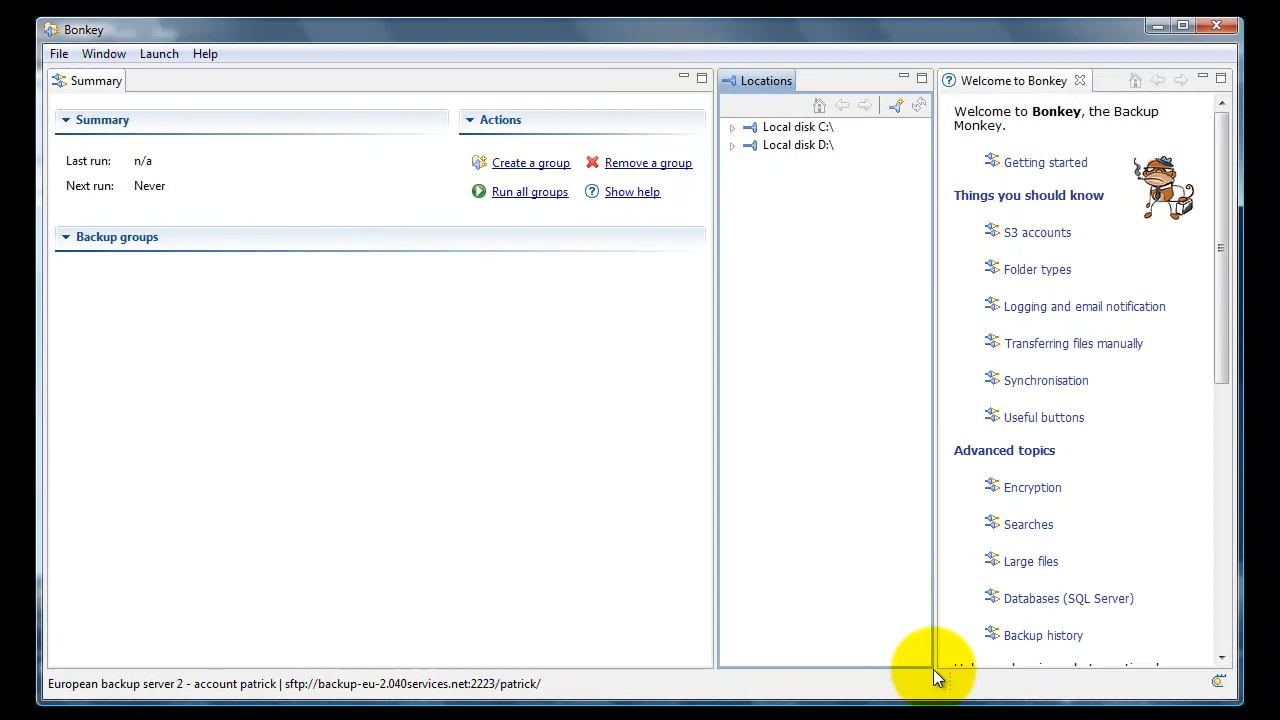 Bonkey
File Window Launch Help
Summary
Summary
Actions
Last run: n/a
Next run: Never
Create a group
Remove a group
Run all groups
Show help
Backup groups
Locations
Local disk C:\
Local disk D:\
Welcome to Bonkey
Welcome to Bonkey, the Backup
Monkey.
Getting started
Things you should know
S3 accounts
Folder types
Logging and email notification
Transferring files manually
Synchronisation
Useful buttons
Advanced topics
Encryption
Searches
Large files
Databases (SQL Server)
Backup history
European backup server 2 - account patrick | sftp://backup-eu-2.040services.net:2223/patrick/